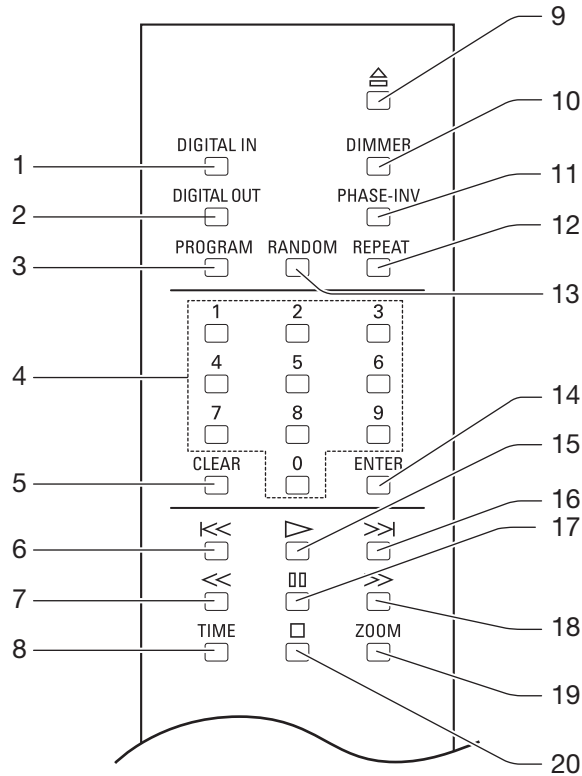 9
10
DIGITAL IN
DIMMER
1
11
DIGITAL OUT
PHASE-INV
2
12
PROGRAM RANDOM REPEAT
3
13
1 2 3
4
4 5 6
14
7 8 9
15
CLEAR 0 ENTER
5
16
6
17
7
18
TIME ZOOM
8
19
20